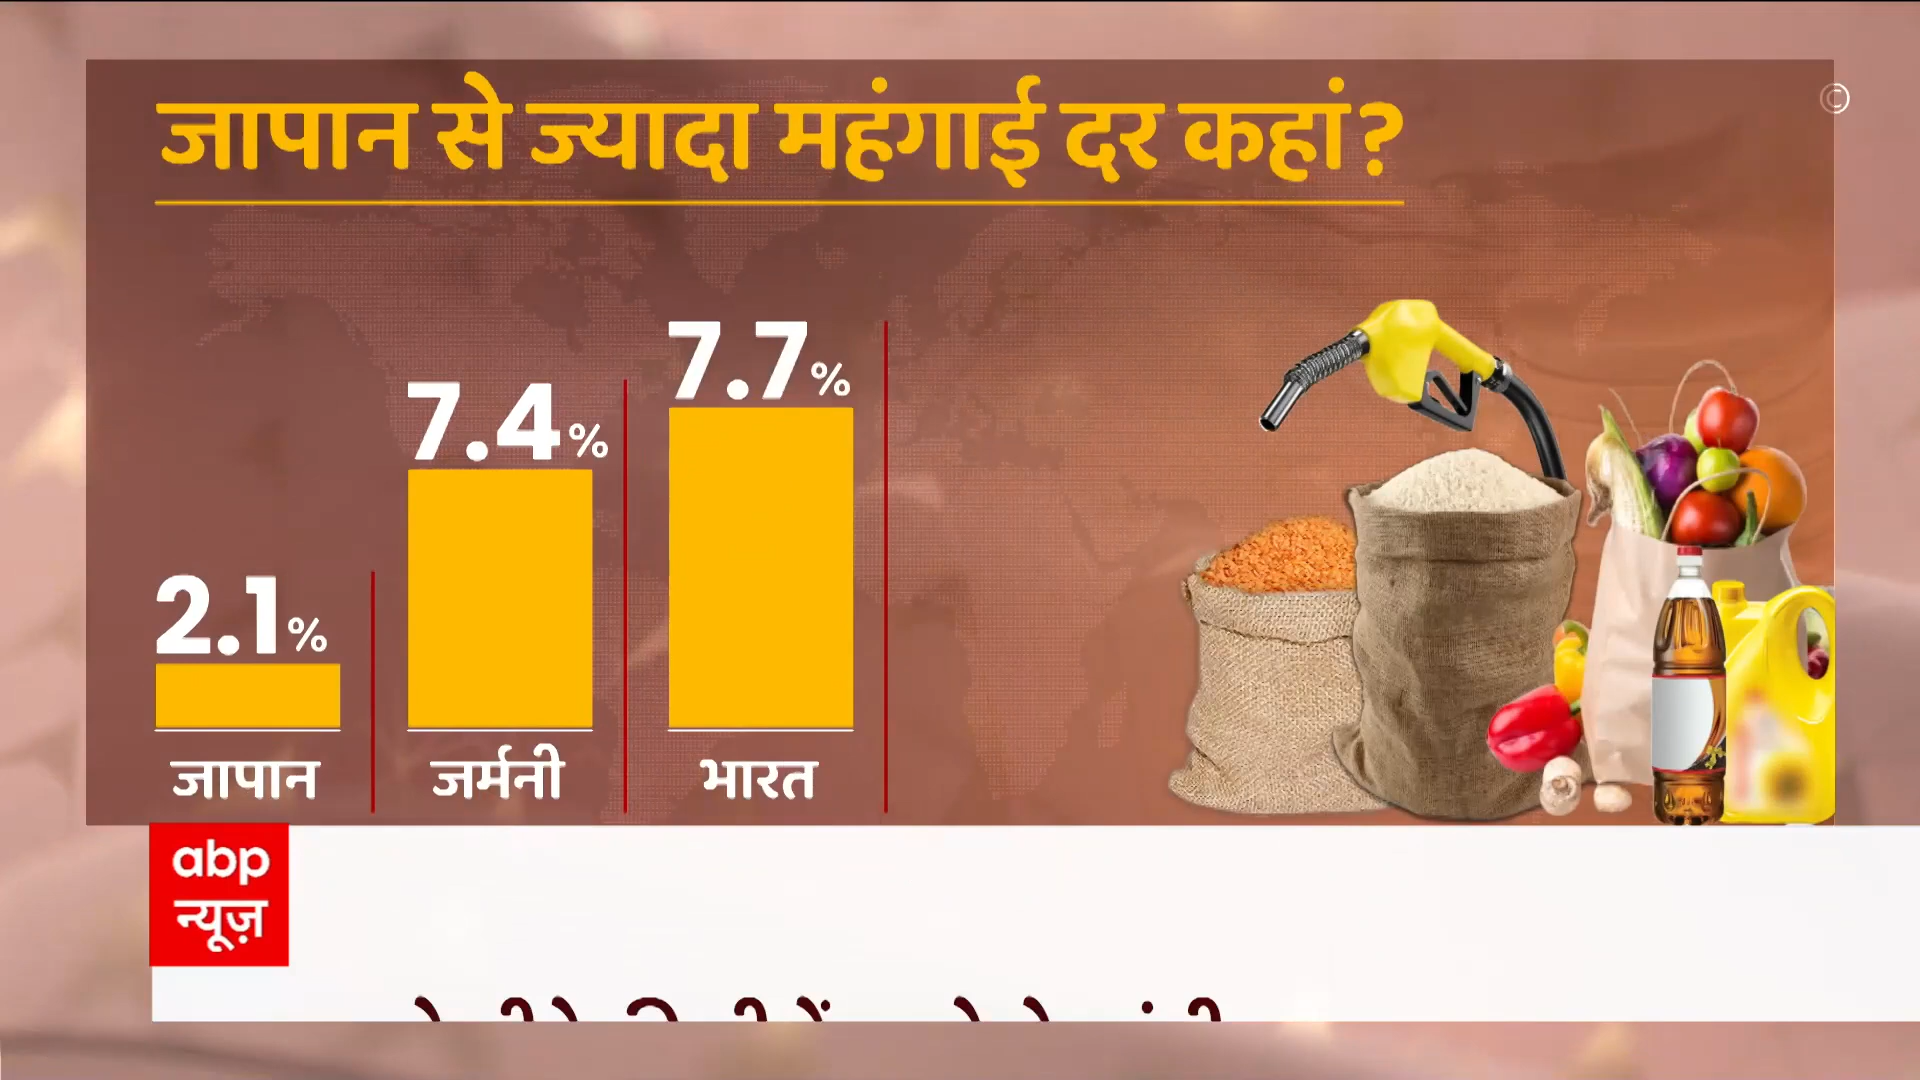 जापान से ज्यादा महंगाई दर कहां?
©
2.1%
7.4%
7.7%
जापान
जर्मनी
भारत
abp
न्यूज़